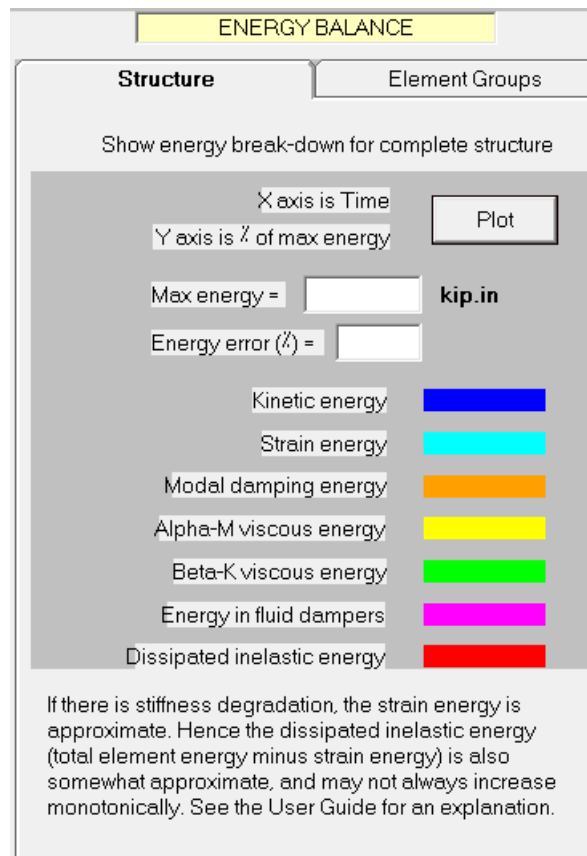 ENERGY BALANCE
Structure
Element Groups
Show energy break-down for complete structure
X axis is Time
Y axis is % of max energy
Plot
Max energy = kip.in
Energy error (%) =
Kinetic energy
Strain energy
Modal damping energy
Alpha-M viscous energy
Beta-K viscous energy
Energy in fluid dampers
Dissipated inelastic energy
If there is stiffness degradation, the strain energy is
approximate. Hence the dissipated inelastic energy
(total element energy minus strain energy) is also
somewhat approximate, and may not always increase
monotonically. See the User Guide for an explanation.